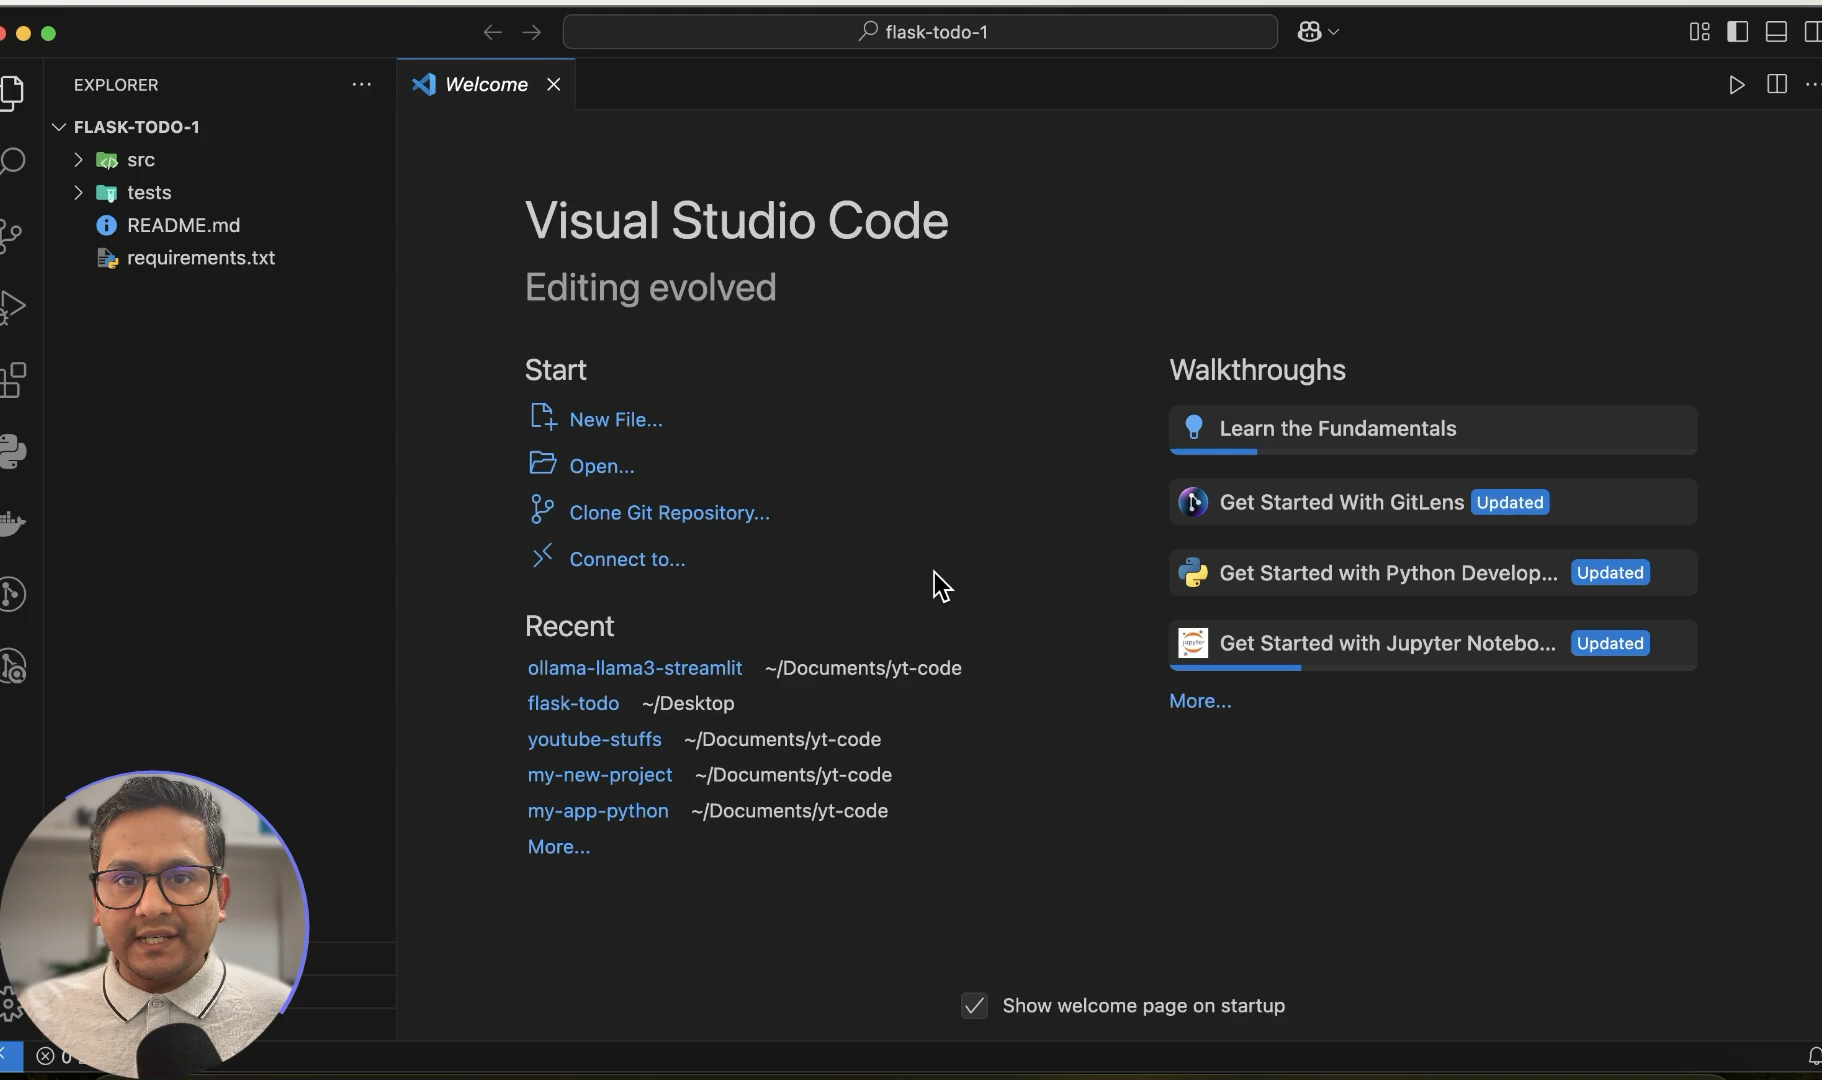 flask-todo-1
EXPLORER
Welcome
FLASK-TODO-1
src
tests
README.md
requirements.txt
Visual Studio Code
Editing evolved
Start
New File...
Open...
Clone Git Repository...
Connect to...
Recent
ollama-llama3-streamlit ~/Documents/yt-code
flask-todo ~/Desktop
youtube-stuffs ~/Documents/yt-code
my-new-project ~/Documents/yt-code
my-app-python ~/Documents/yt-code
More...
Walkthroughs
Learn the Fundamentals
Get Started With GitLens Updated
Get Started with Python Develop... Updated
jupyter
Get Started with Jupyter Notebo... Updated
More...
Show welcome page on startup
0